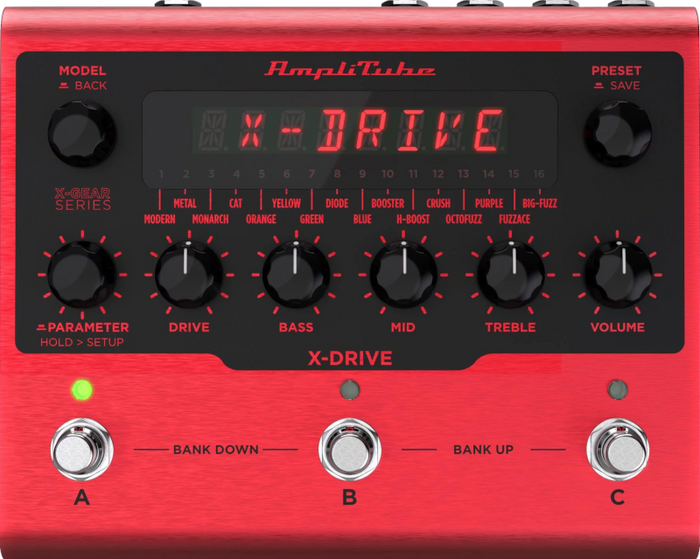 MODEL
BACK
AmpliTube
PRESET
SAVE
X-DRIVE
1 2 3 4 5 6 7 8 9 10 11 12 13 14 15 16
X-GEAR
SERIES
METAL CAT YELLOW DIODE BOOSTER CRUSH PURPLE BIG-FUZZ
MODERN MONARCH ORANGE GREEN BLUE H-BOOST OCTOFUZZ FUZZACE
PARAMETER DRIVE BASS MID TREBLE VOLUME
HOLD > SETUP
X-DRIVE
BANK DOWN BANK UP
A B C